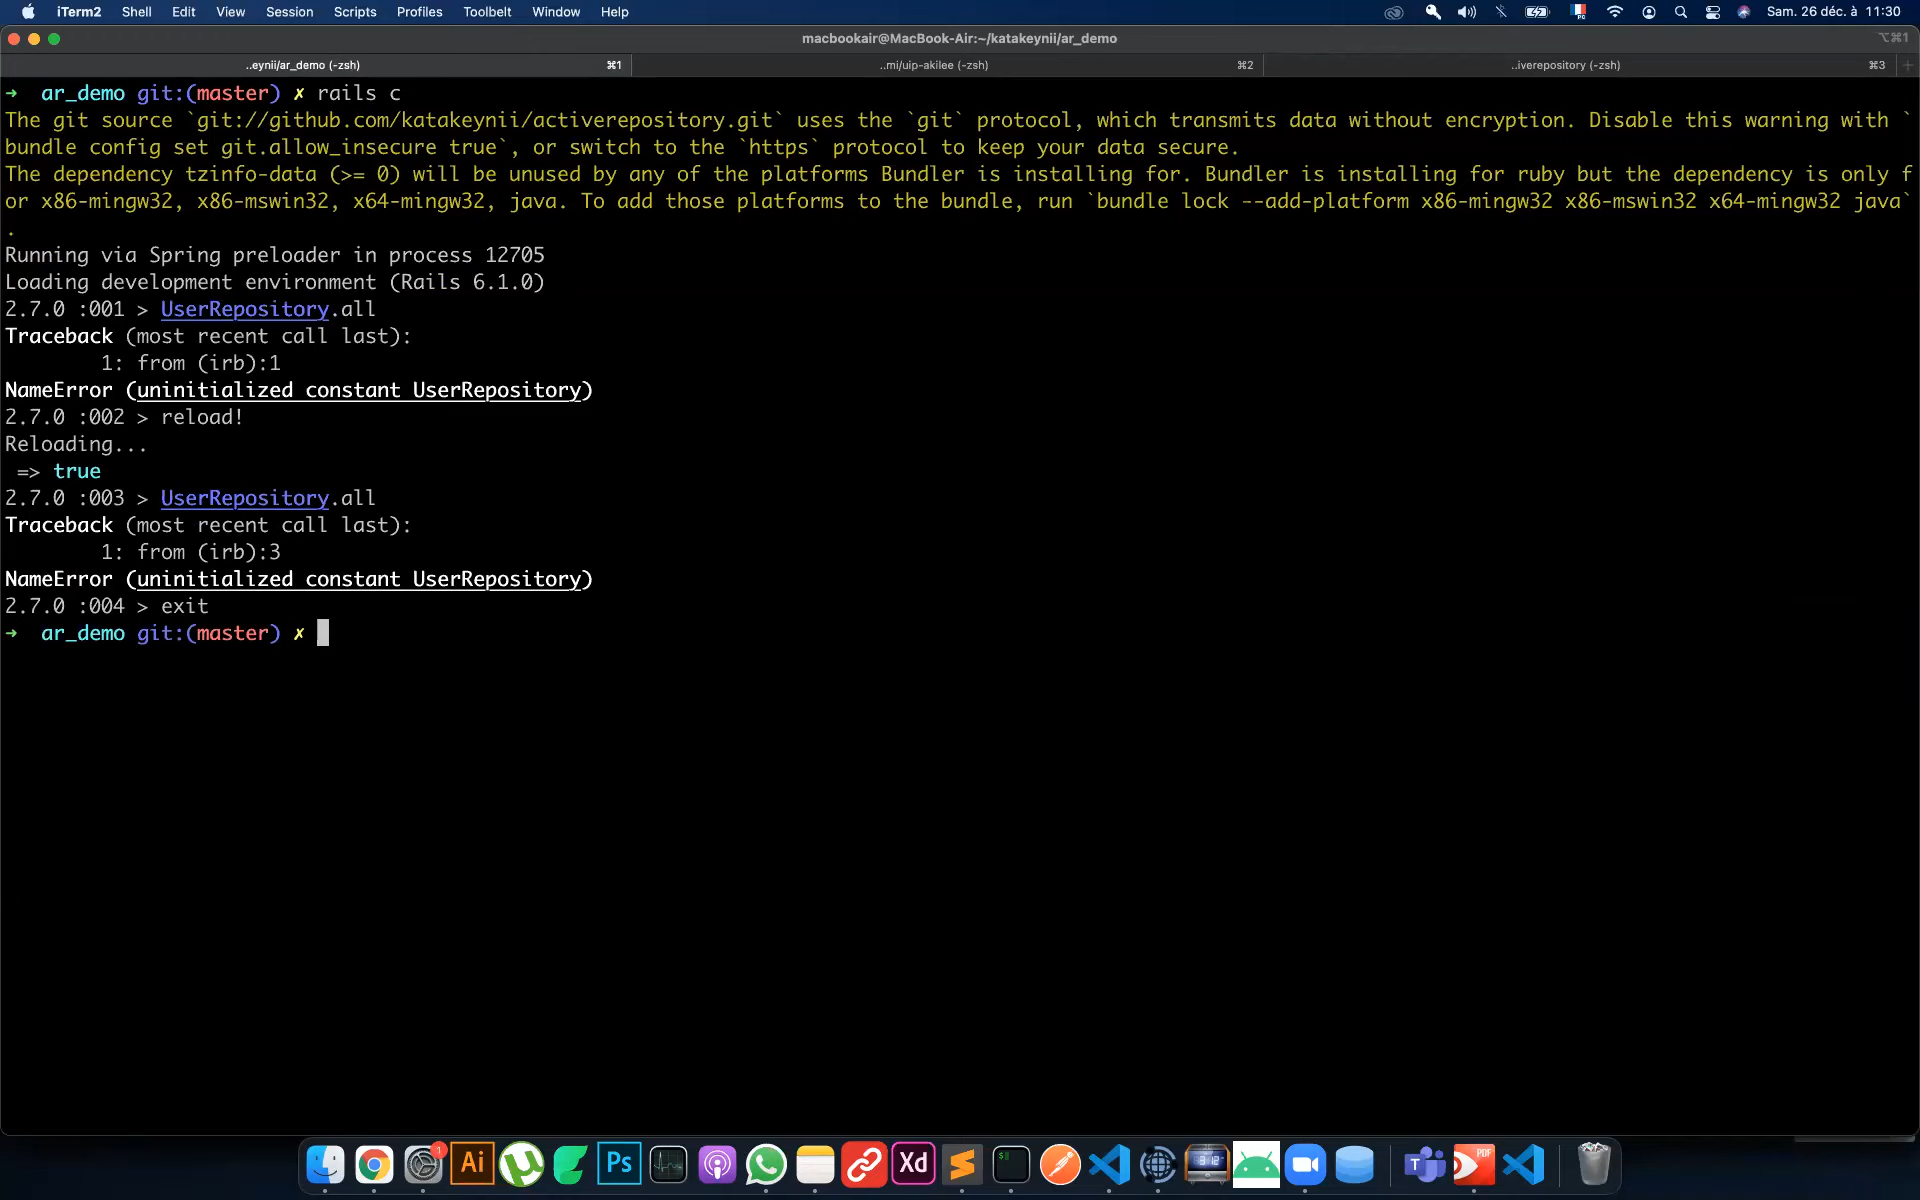 iTerm2 Shell Edit View Session Scripts Profiles Toolbelt Window Help Sam. 26 déc. à 11:30
macbookair@MacBook-Air:~/katakeynii/ar_demo ⌥⌘1
..eynii/ar_demo (-zsh) ⌘1 ..mi/uip-akilee (-zsh) ⌘2 ..iverepository (-zsh) ⌘3 +
→ ar_demo git:(master) ✗ rails c
The git source `git://github.com/katakeynii/activerepository.git` uses the `git` protocol, which transmits data without encryption. Disable this warning with `
bundle config set git.allow_insecure true`, or switch to the `https` protocol to keep your data secure.
The dependency tzinfo-data (>= 0) will be unused by any of the platforms Bundler is installing for. Bundler is installing for ruby but the dependency is only f
or x86-mingw32, x86-mswin32, x64-mingw32, java. To add those platforms to the bundle, run `bundle lock --add-platform x86-mingw32 x86-mswin32 x64-mingw32 java`
.
Running via Spring preloader in process 12705
Loading development environment (Rails 6.1.0)
2.7.0 :001 > UserRepository.all
Traceback (most recent call last):
1: from (irb):1
NameError (uninitialized constant UserRepository)
2.7.0 :002 > reload!
Reloading...
=> true
2.7.0 :003 > UserRepository.all
Traceback (most recent call last):
1: from (irb):3
NameError (uninitialized constant UserRepository)
2.7.0 :004 > exit
→ ar_demo git:(master) ✗
1
Ai Ps Xd T PDF